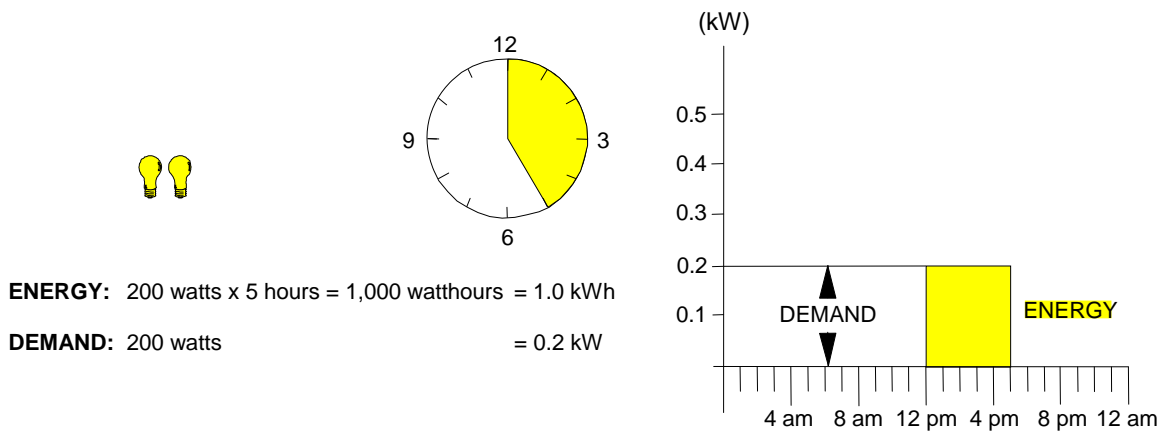 12
9
3
6
ENERGY: 200 watts x 5 hours = 1,000 watthours = 1.0 kWh
DEMAND: 200 watts = 0.2 kW
(kW)
0.5
0.4
0.3
0.2
0.1
DEMAND
ENERGY
4 am 8 am 12 pm 4 pm 8 pm 12 am